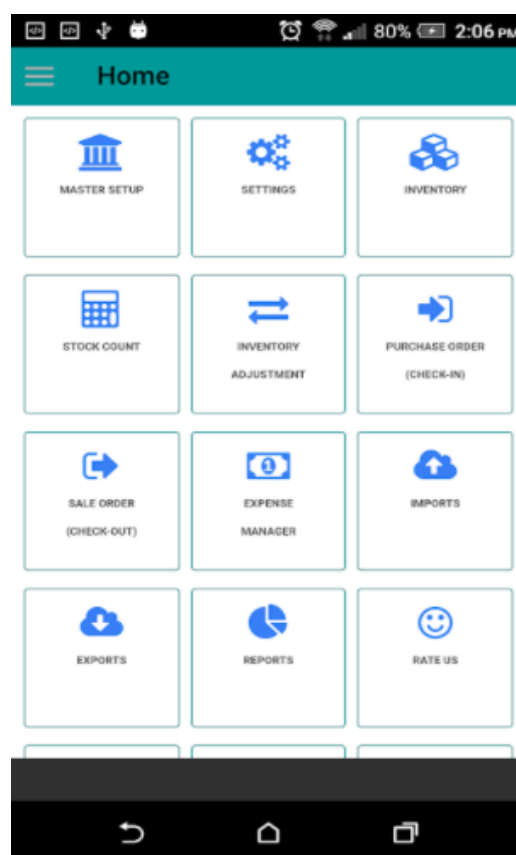 80% 2:06 PM
Home
MASTER SETUP
SETTINGS
INVENTORY
STOCK COUNT
INVENTORY
ADJUSTMENT
PURCHASE ORDER
(CHECK-IN)
SALE ORDER
(CHECK-OUT)
EXPENSE
MANAGER
IMPORTS
EXPORTS
REPORTS
RATE US